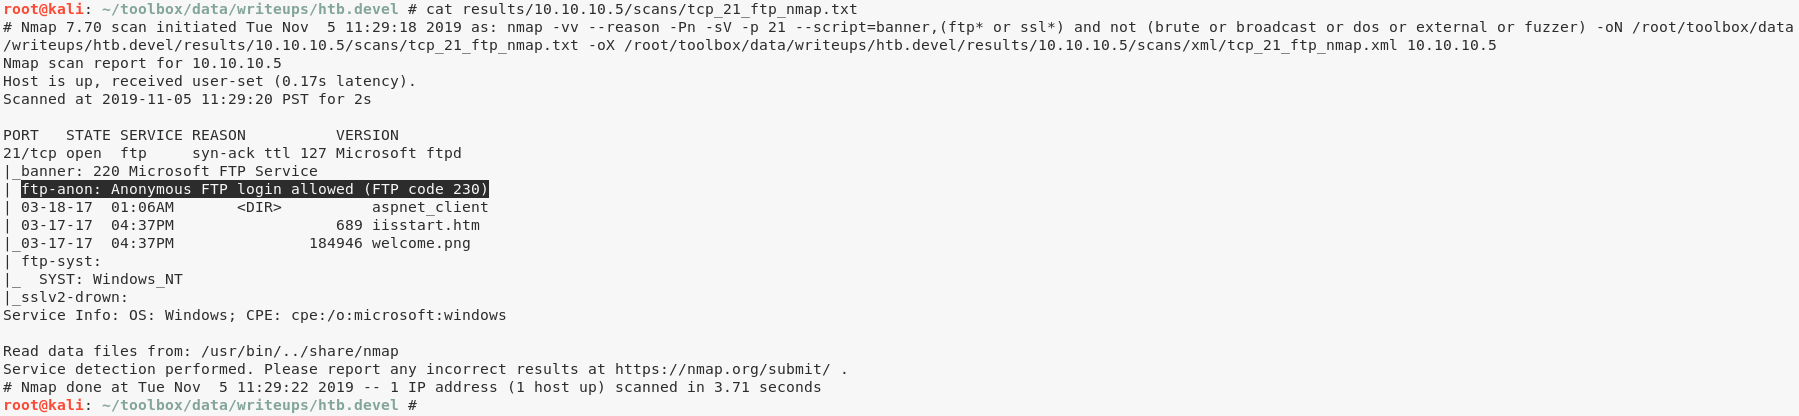 root@kali: ~/toolbox/data/writeups/htb.devel # cat results/10.10.10.5/scans/tcp_21_ftp_nmap.txt
# Nmap 7.70 scan initiated Tue Nov  5 11:29:18 2019 as: nmap -vv --reason -Pn -sV -p 21 --script=banner,(ftp* or ssl*) and not (brute or broadcast or dos or external or fuzzer) -oN /root/toolbox/data
/writeups/htb.devel/results/10.10.10.5/scans/tcp_21_ftp_nmap.txt -oX /root/toolbox/data/writeups/htb.devel/results/10.10.10.5/scans/xml/tcp_21_ftp_nmap.xml 10.10.10.5
Nmap scan report for 10.10.10.5
Host is up, received user-set (0.17s latency).
Scanned at 2019-11-05 11:29:20 PST for 2s

PORT   STATE SERVICE REASON          VERSION
21/tcp open  ftp     syn-ack ttl 127 Microsoft ftpd
|_banner: 220 Microsoft FTP Service
| ftp-anon: Anonymous FTP login allowed (FTP code 230)
| 03-18-17  01:06AM       <DIR>          aspnet_client
| 03-17-17  04:37PM                  689 iisstart.htm
|_03-17-17  04:37PM               184946 welcome.png
| ftp-syst:
|_  SYST: Windows_NT
|_sslv2-drown:
Service Info: OS: Windows; CPE: cpe:/o:microsoft:windows

Read data files from: /usr/bin/../share/nmap
Service detection performed. Please report any incorrect results at https://nmap.org/submit/ .
# Nmap done at Tue Nov  5 11:29:22 2019 -- 1 IP address (1 host up) scanned in 3.71 seconds
root@kali: ~/toolbox/data/writeups/htb.devel #